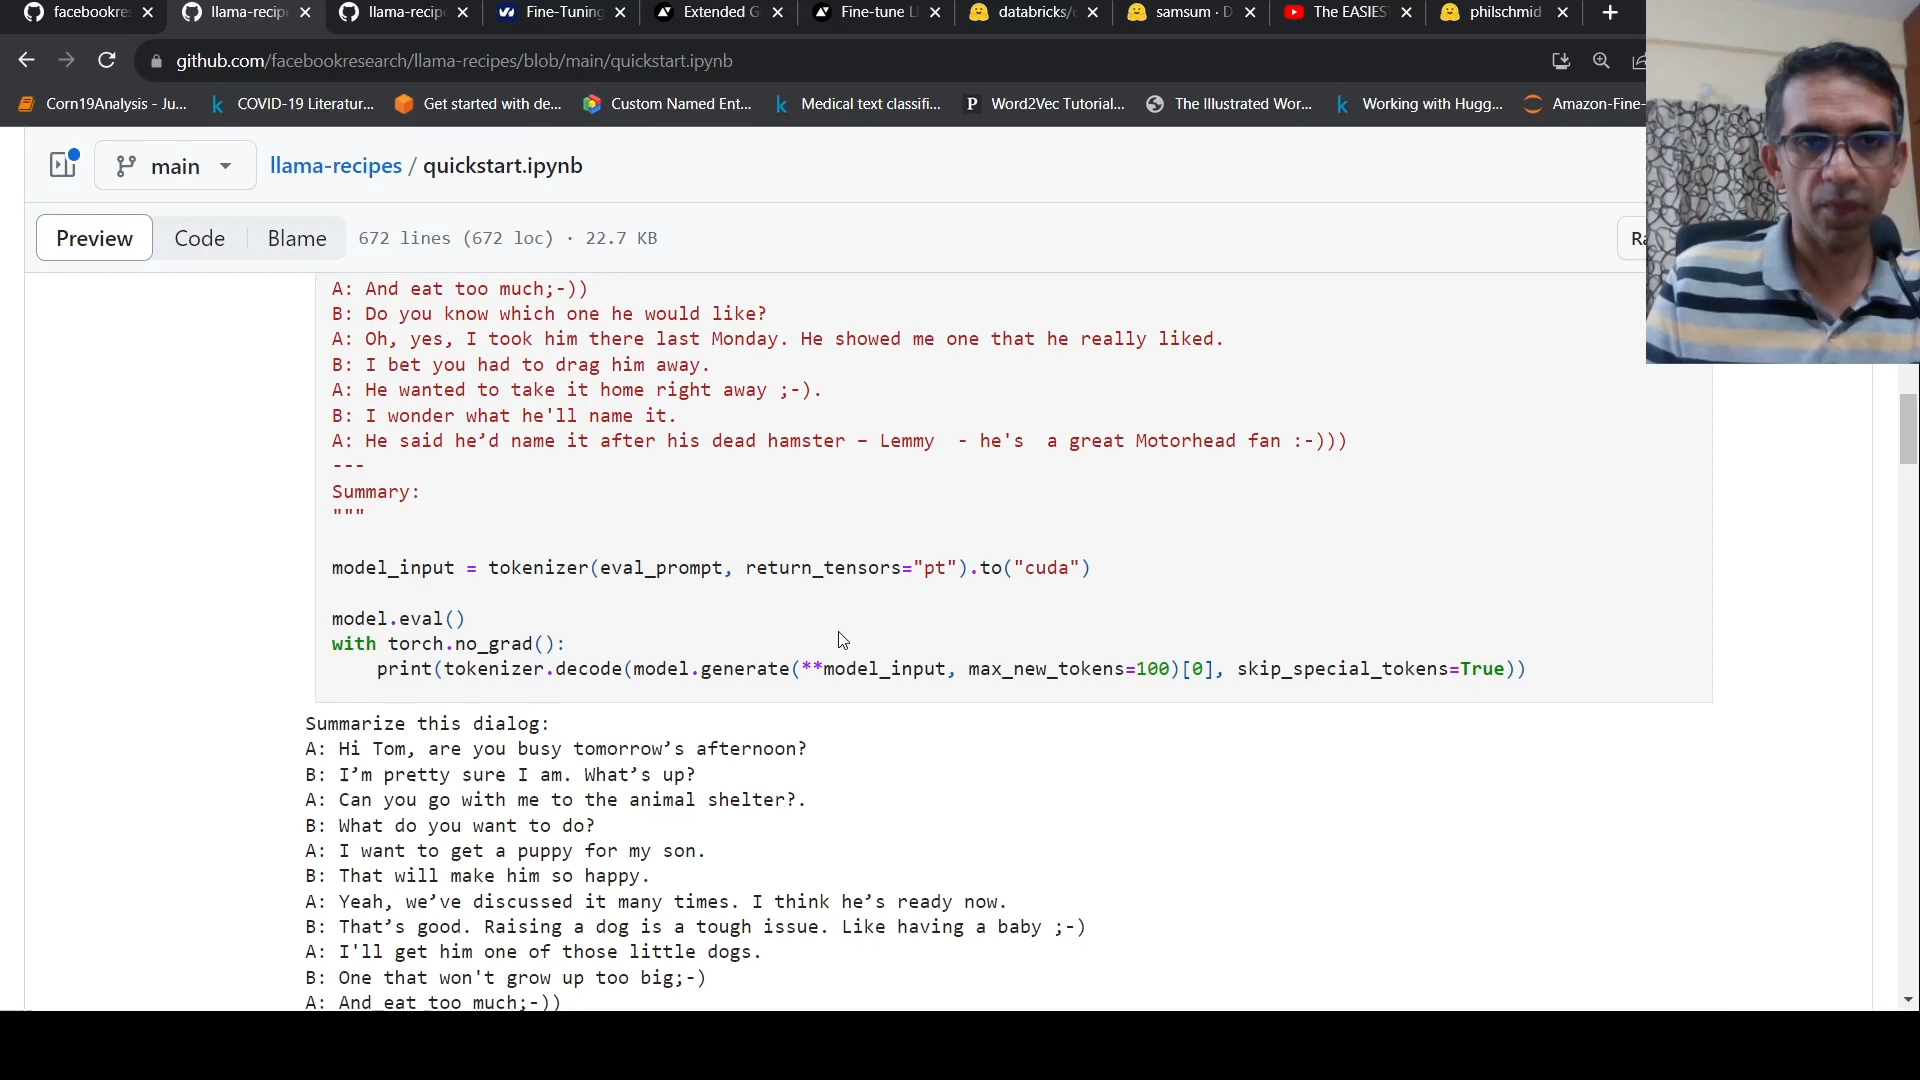 facebookre
llama-recip
llama-recip
Fine-Tuning
Extended G
Fine-tune L
databricks/
samsum · D
The EASIES
philschmid
github.com/facebookresearch/llama-recipes/blob/main/quickstart.ipynb
Corn19Analysis - Ju...
COVID-19 Literatur...
Get started with de...
Custom Named Ent...
Medical text classifi...
Word2Vec Tutorial...
The Illustrated Wor...
Working with Hugg...
Amazon-Fine-
main
llama-recipes / quickstart.ipynb
Preview
Code
Blame
672 lines (672 loc) · 22.7 KB
Ra
A: And eat too much;-))
B: Do you know which one he would like?
A: Oh, yes, I took him there last Monday. He showed me one that he really liked.
B: I bet you had to drag him away.
A: He wanted to take it home right away ;-).
B: I wonder what he'll name it.
A: He said he’d name it after his dead hamster – Lemmy  - he's  a great Motorhead fan :-)))
---
Summary:
"""
model_input = tokenizer(eval_prompt, return_tensors="pt").to("cuda")
model.eval()
with torch.no_grad():
    print(tokenizer.decode(model.generate(**model_input, max_new_tokens=100)[0], skip_special_tokens=True))
Summarize this dialog:
A: Hi Tom, are you busy tomorrow’s afternoon?
B: I’m pretty sure I am. What’s up?
A: Can you go with me to the animal shelter?.
B: What do you want to do?
A: I want to get a puppy for my son.
B: That will make him so happy.
A: Yeah, we’ve discussed it many times. I think he’s ready now.
B: That’s good. Raising a dog is a tough issue. Like having a baby ;-)
A: I'll get him one of those little dogs.
B: One that won't grow up too big;-)
A: And eat too much;-))